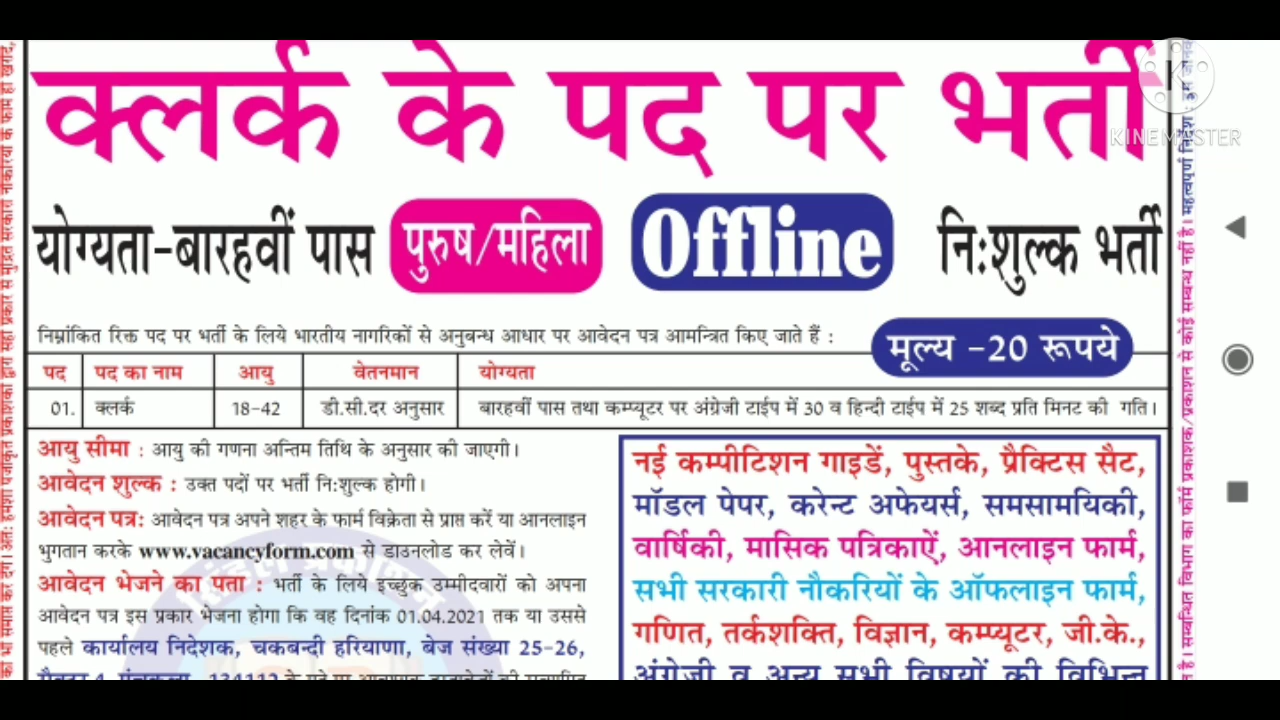 क्लर्क के पद पर भर्ती
KINEMASTER
योग्यता-बारहवीं पास पुरुष/महिला Offline नि:शुल्क भर्ती
निम्नांकित रिक्त पद पर भर्ती के लिये भारतीय नागरिकों से अनुबन्ध आधार पर आवेदन पत्र आमन्त्रित किए जाते हैं :
मूल्य -20 रूपये
पद पद का नाम आयु वेतनमान योग्यता
01. क्लर्क 18-42 डी.सी.दर अनुसार बारहवीं पास तथा कम्प्यूटर पर अंग्रेजी टाईप में 30 व हिन्दी टाईप में 25 शब्द प्रति मिनट की गति।
आयु सीमा : आयु की गणना अन्तिम तिथि के अनुसार की जाएगी।
आवेदन शुल्क : उक्त पदों पर भर्ती नि:शुल्क होगी।
आवेदन पत्र: आवेदन पत्र अपने शहर के फार्म विक्रेता से प्राप्त करें या आनलाइन
भुगतान करके www.vacancyform.com से डाउनलोड कर लेवें।
आवेदन भेजने का पता : भर्ती के लिये इच्छुक उम्मीदवारों को अपना
आवेदन पत्र इस प्रकार भेजना होगा कि वह दिनांक 01.04.2021 तक या उससे
पहले कार्यालय निदेशक, चकबन्दी हरियाणा, बेज संख्या 25-26,
नई कम्पीटिशन गाइडें, पुस्तके, प्रैक्टिस सैट,
मॉडल पेपर, करेन्ट अफेयर्स, समसामयिकी,
वार्षिकी, मासिक पत्रिकाऐं, आनलाइन फार्म,
सभी सरकारी नौकरियों के ऑफलाइन फार्म,
गणित, तर्कशक्ति, विज्ञान, कम्प्यूटर, जी.के.,
अंग्रेजी व अन्य सभी विषयों की विभिन्न